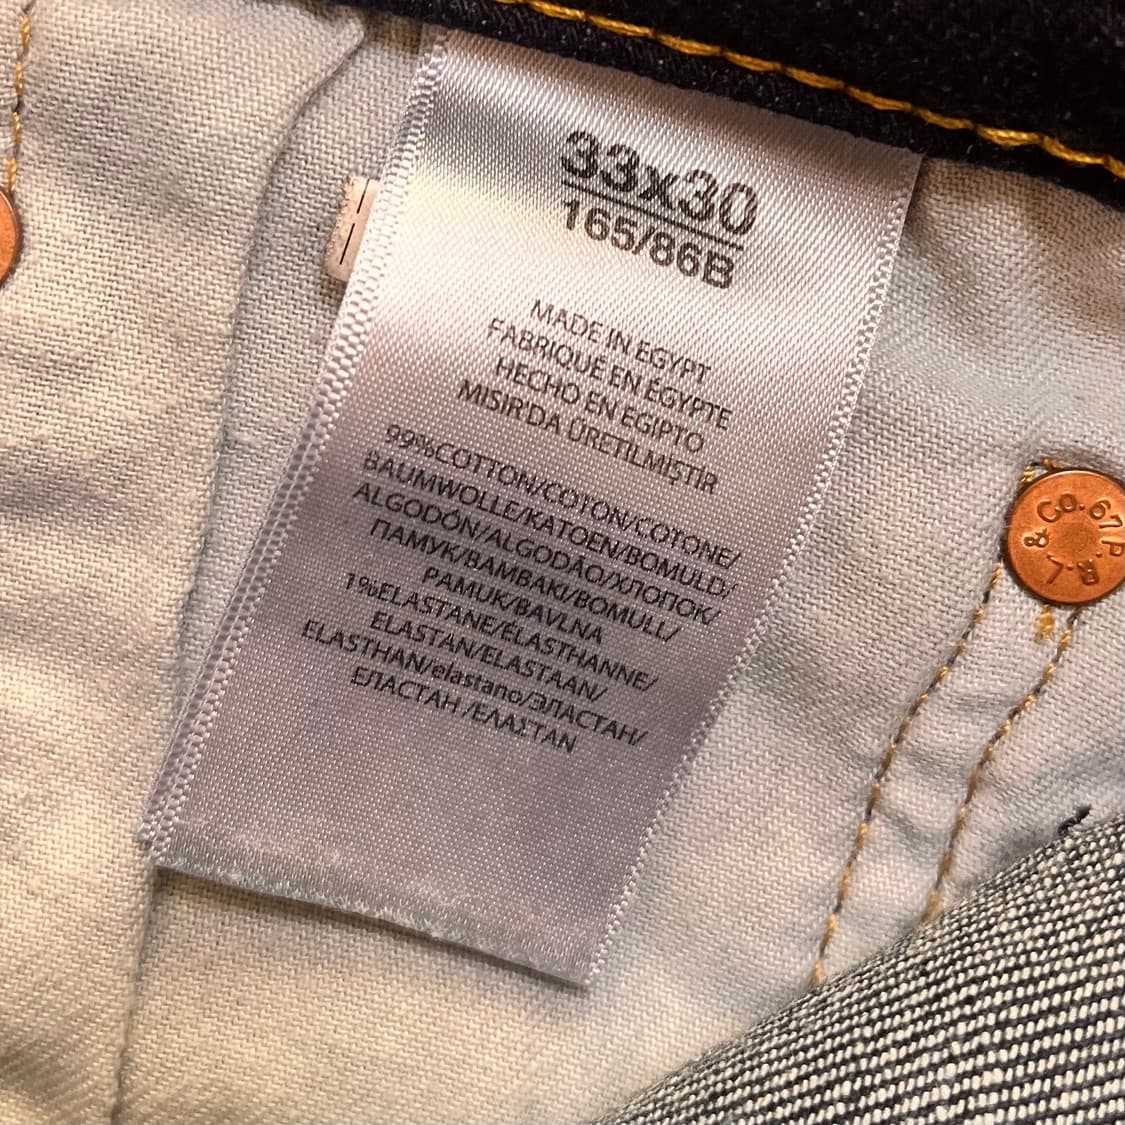 33x30
165/86B
MADE IN EGYPT
FABRIQUÉ EN ÉGYPTE
HECHO EN EGIPTO
MISIR'DA ÜRETILMIŞTİR
99%COTTON/COTON/COTONE/
BAUMWOLLE/KATOEN/BOMULD/
ALGODÓN/ALGODÃO/ХЛОПОК/
ПАМУК/BAMBAKI/BOMULL/
PAMUK/BAVLNA
1%ELASTANE/ÉLASTHANNE/
ELASTAN/ELASTAAN/
ELASTHAN/elastano/ЭЛАСТАН/
ЕЛАСТАН /ΕΛΑΣΤΑΝ
& Co. 67 P.R.L